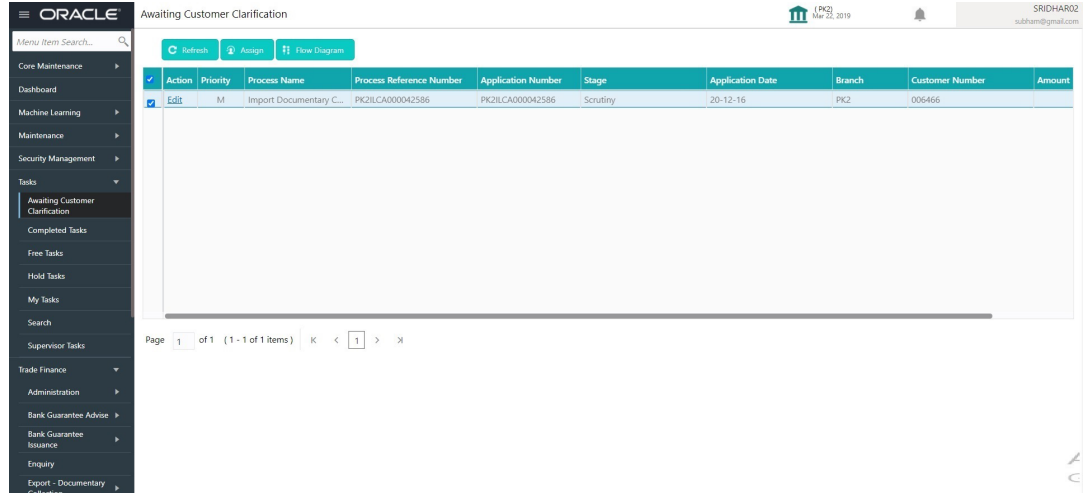 ORACLE
Awaiting Customer Clarification
( PK2)
Mar 22, 2019
SRIDHAR02
subham@gmail.com
Menu Item Search...
Core Maintenance
Dashboard
Machine Learning
Maintenance
Security Management
Tasks
Awaiting Customer
Clarification
Completed Tasks
Free Tasks
Hold Tasks
My Tasks
Search
Supervisor Tasks
Trade Finance
Administration
Bank Guarantee Advise
Bank Guarantee
Issuance
Enquiry
Export - Documentary
Collection
Refresh Assign Flow Diagram
Action Priority Process Name Process Reference Number Application Number Stage Application Date Branch Customer Number Amount
Edit M Import Documentary C... PK2ILCA000042586 PK2ILCA000042586 Scrutiny 20-12-16 PK2 006466
Page 1 of 1 ( 1 - 1 of 1 items ) K < 1 > >|